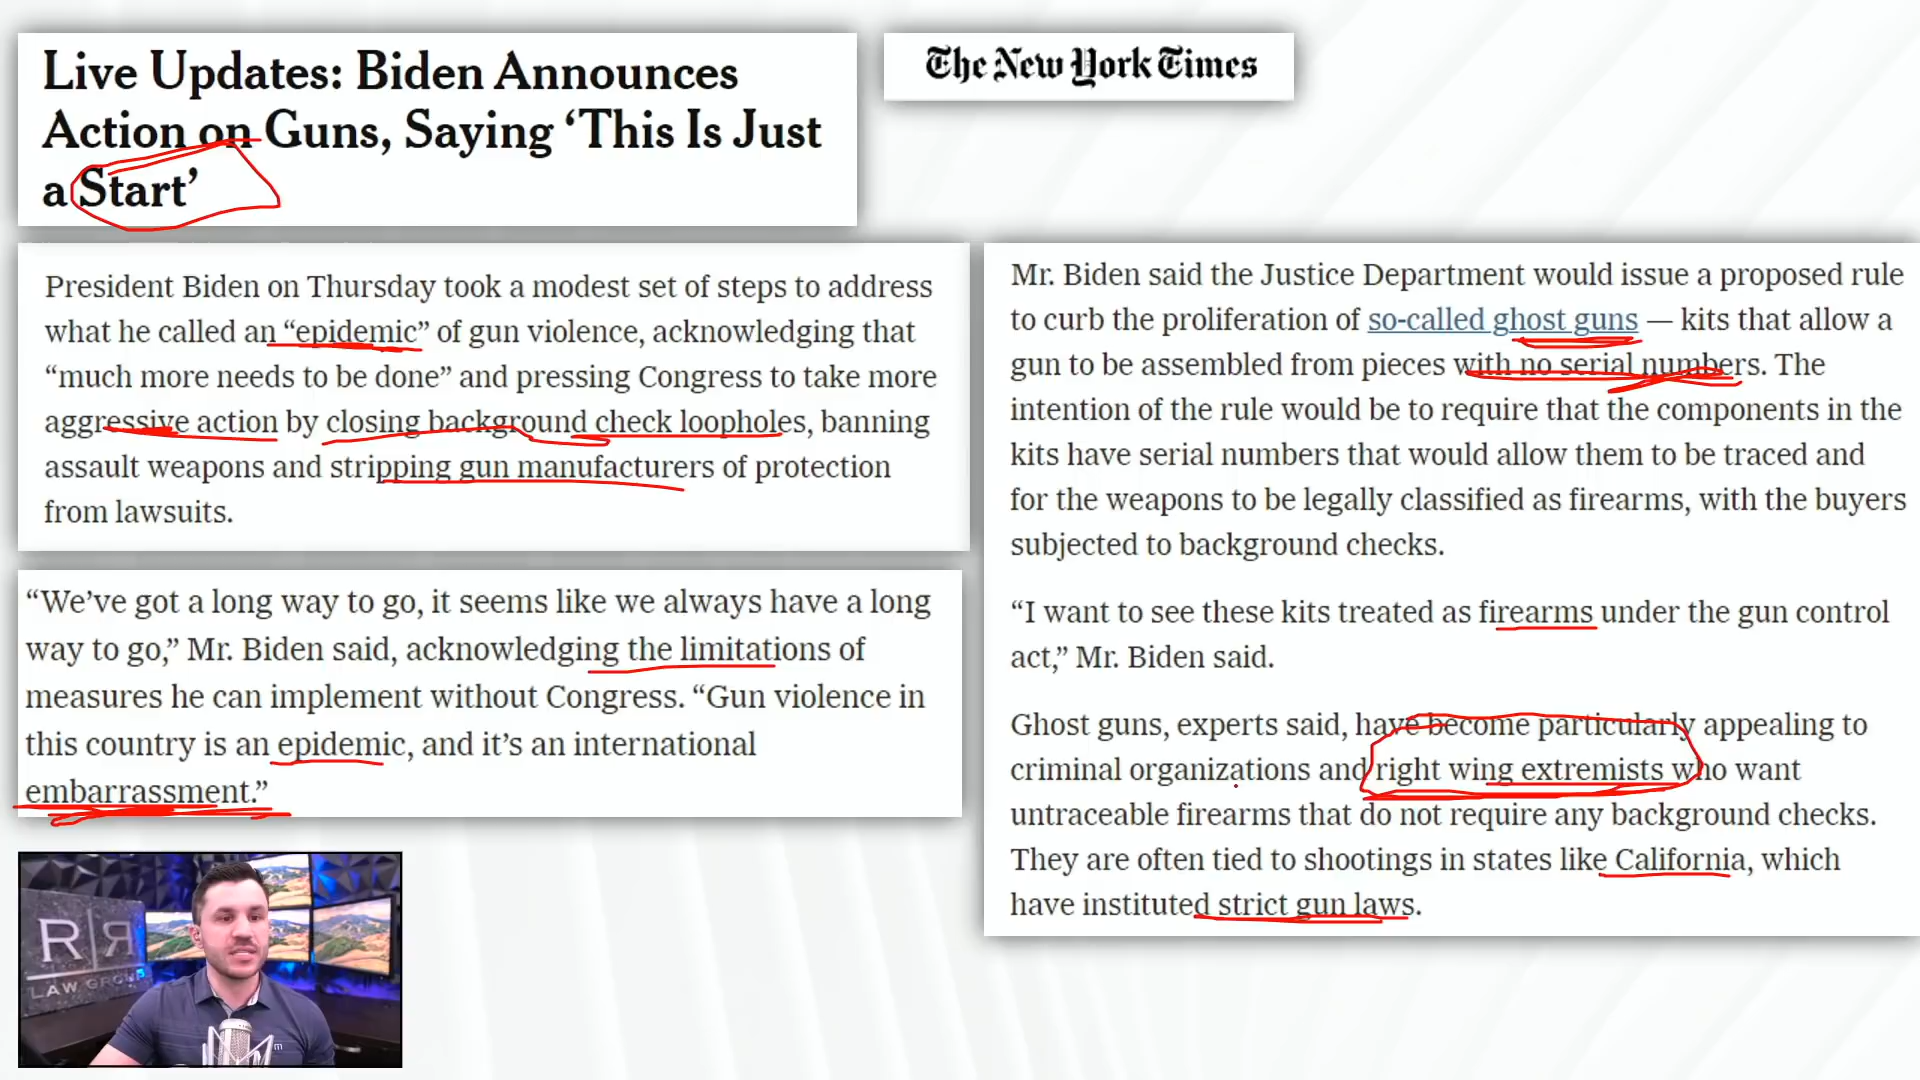 Live Updates: Biden Announces
Action on Guns, Saying ‘This Is Just
a Start’
The New York Times
President Biden on Thursday took a modest set of steps to address
what he called an “epidemic” of gun violence, acknowledging that
“much more needs to be done” and pressing Congress to take more
aggressive action by closing background check loopholes, banning
assault weapons and stripping gun manufacturers of protection
from lawsuits.
“We’ve got a long way to go, it seems like we always have a long
way to go,” Mr. Biden said, acknowledging the limitations of
measures he can implement without Congress. “Gun violence in
this country is an epidemic, and it’s an international
embarrassment.”
Mr. Biden said the Justice Department would issue a proposed rule
to curb the proliferation of so-called ghost guns — kits that allow a
gun to be assembled from pieces with no serial numbers. The
intention of the rule would be to require that the components in the
kits have serial numbers that would allow them to be traced and
for the weapons to be legally classified as firearms, with the buyers
subjected to background checks.
“I want to see these kits treated as firearms under the gun control
act,” Mr. Biden said.
Ghost guns, experts said, have become particularly appealing to
criminal organizations and right wing extremists who want
untraceable firearms that do not require any background checks.
They are often tied to shootings in states like California, which
have instituted strict gun laws.
R|R
LAW GROUP